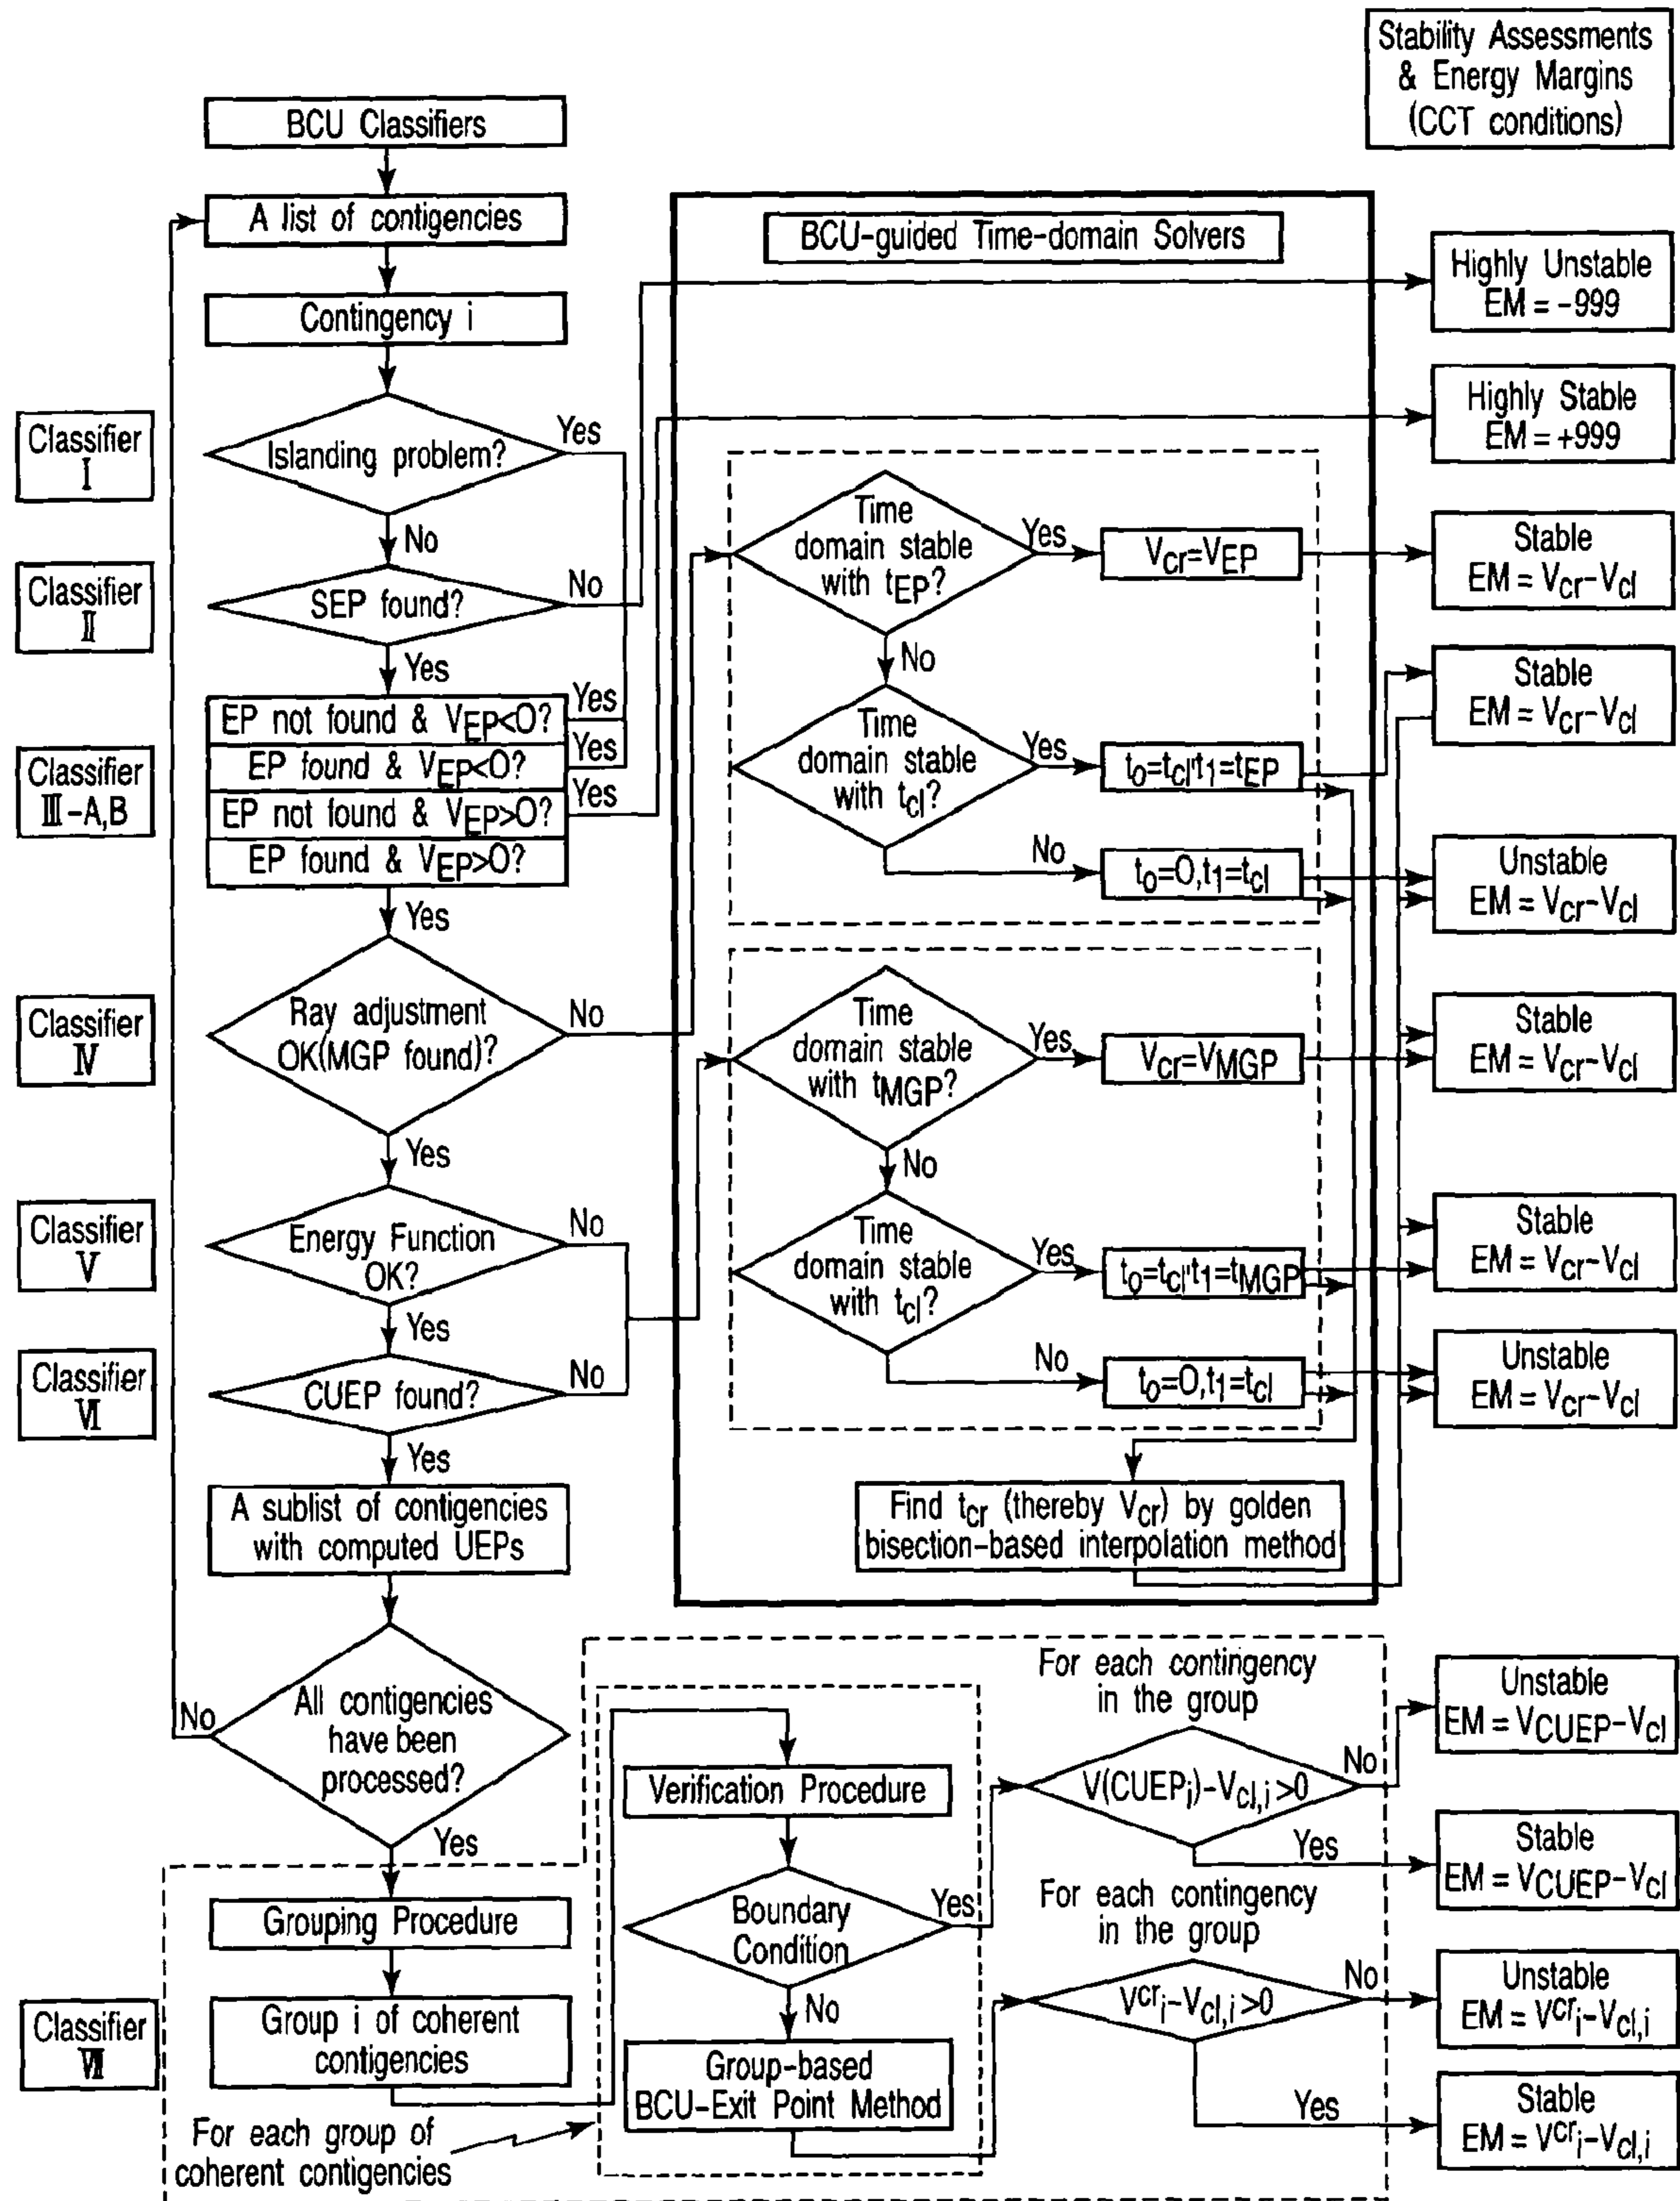 Stability Assessments
& Energy Margins
(CCT conditions)
BCU Classifiers
A list of contigencies
Contingency i
Classifier
I
Islanding problem?
Yes
No
Classifier
II
SEP found?
No
Yes
Classifier
III-A,B
EP not found & VEP<0?
Yes
EP found & VEP<0?
Yes
EP not found & VEP>0?
Yes
EP found & VEP>0?
Yes
Classifier
IV
Ray adjustment
OK(MGP found)?
No
Yes
Classifier
V
Energy Function
OK?
No
Yes
Classifier
VI
CUEP found?
No
Yes
A sublist of contigencies
with computed UEPs
All contigencies
have been
processed?
No
Yes
BCU-guided Time-domain Solvers
Time
domain stable
with tEP?
Yes
Vcr=VEP
No
Time
domain stable
with tcl?
Yes
to=tcl,t1=tEP
No
to=0,t1=tcl
Time
domain stable
with tMGP?
Yes
Vcr=VMGP
No
Time
domain stable
with tcl?
Yes
to=tcl,t1=tMGP
No
to=0,t1=tcl
Find tcr (thereby Vcr) by golden
bisection-based interpolation method
Highly Unstable
EM = -999
Highly Stable
EM = +999
Stable
EM = Vcr-Vcl
Stable
EM = Vcr-Vcl
Unstable
EM = Vcr-Vcl
Stable
EM = Vcr-Vcl
Stable
EM = Vcr-Vcl
Unstable
EM = Vcr-Vcl
Classifier
VII
Grouping Procedure
Group i of coherent
contigencies
For each group of
coherent contigencies
Verification Procedure
Boundary
Condition
Yes
No
Group-based
BCU-Exit Point Method
For each contingency
in the group
V(CUEPi)-Vcl,i >0
No
Yes
For each contingency
in the group
Vcri-Vcl,i >0
No
Yes
Unstable
EM = VCUEP-Vcl
Stable
EM = VCUEP-Vcl
Unstable
EM = Vcri-Vcl,i
Stable
EM = Vcri-Vcl,i